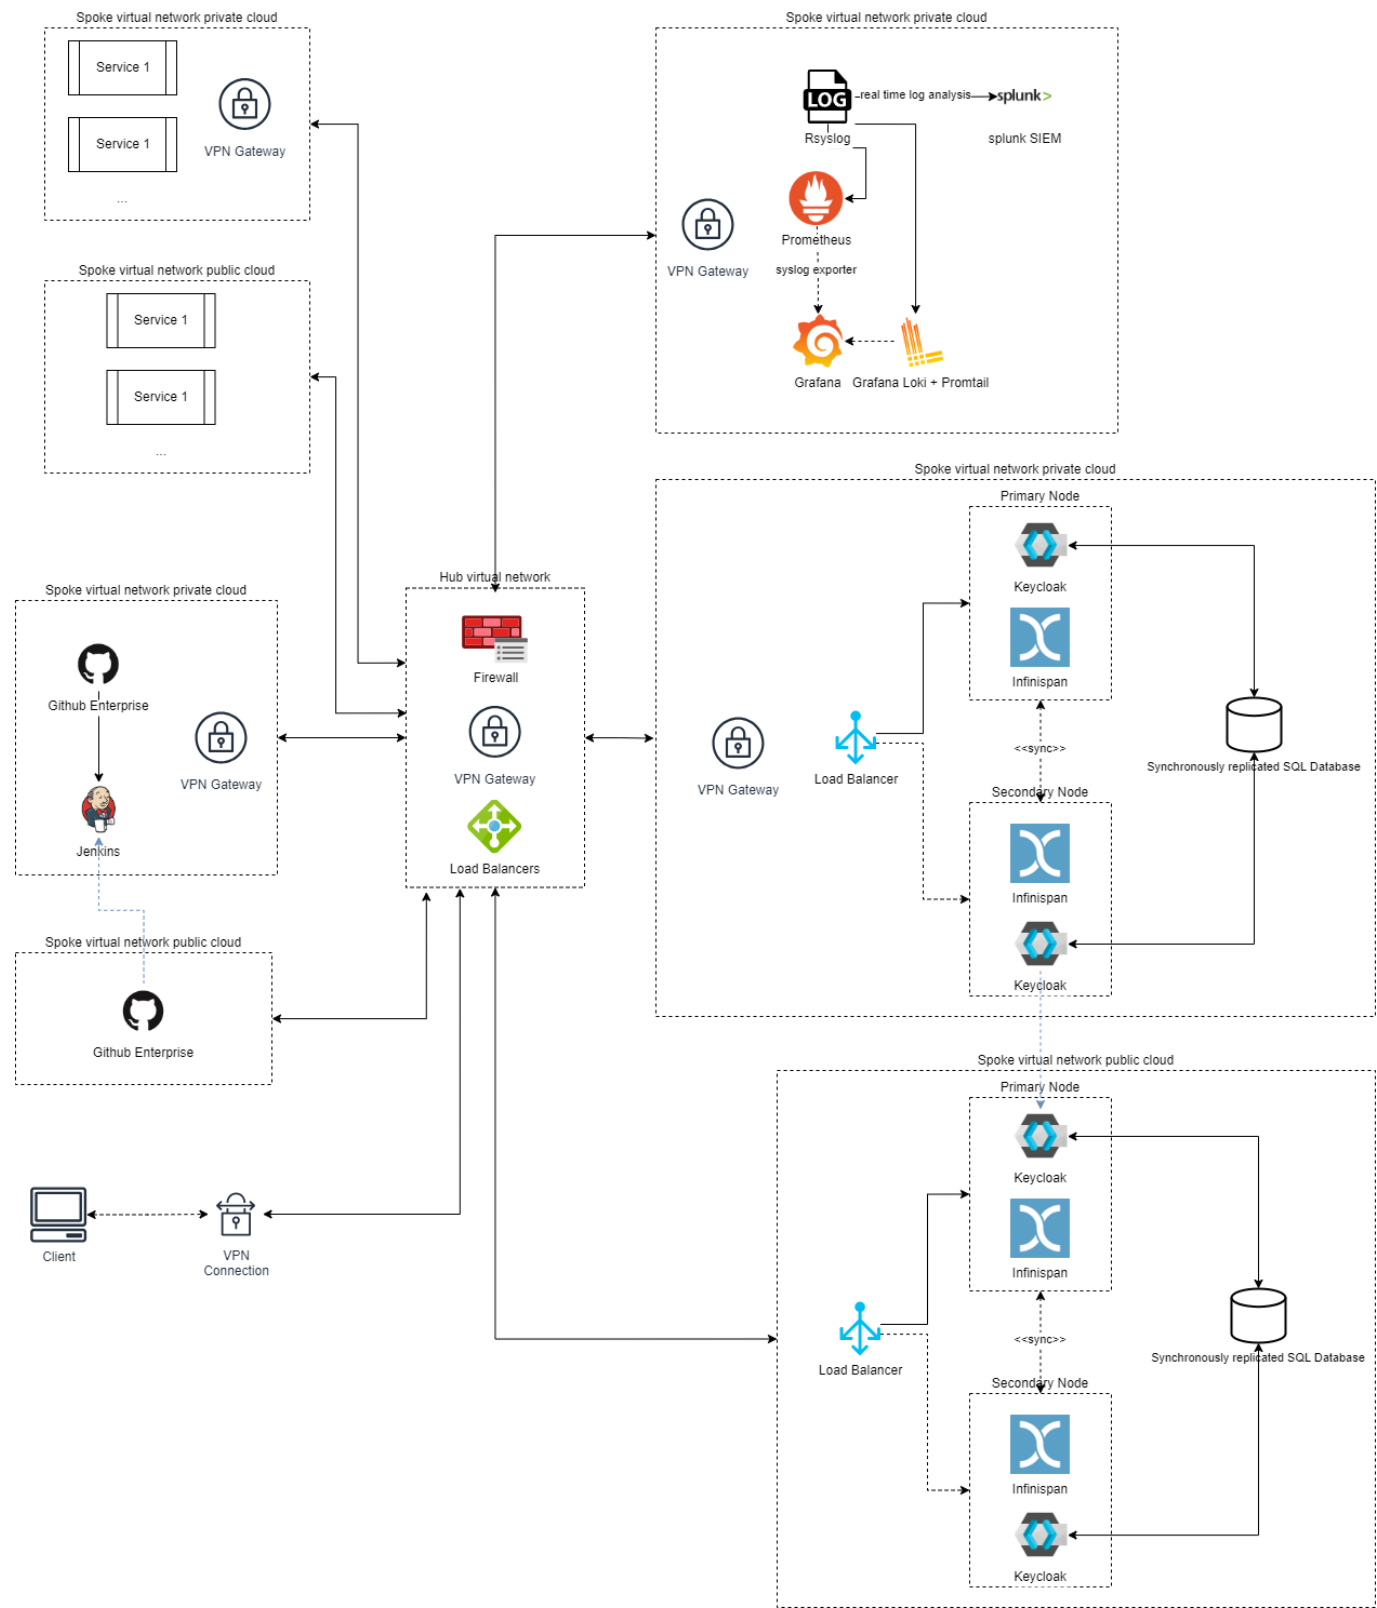 Spoke virtual network private cloud
Service 1
Service 1
...
VPN Gateway
Spoke virtual network private cloud
LOG
Rsyslog
real time log analysis
splunk>
splunk SIEM
Prometheus
syslog exporter
VPN Gateway
Grafana
Grafana Loki + Promtail
Spoke virtual network public cloud
Service 1
Service 1
...
Spoke virtual network private cloud
Primary Node
Keycloak
Infinispan
<<sync>>
Secondary Node
Infinispan
Keycloak
VPN Gateway
Load Balancer
Synchronously replicated SQL Database
Hub virtual network
Firewall
VPN Gateway
Load Balancers
Spoke virtual network private cloud
Github Enterprise
VPN Gateway
Jenkins
Spoke virtual network public cloud
Github Enterprise
Client
VPN
Connection
Spoke virtual network public cloud
Primary Node
Keycloak
Infinispan
<<sync>>
Secondary Node
Infinispan
Keycloak
Load Balancer
Synchronously replicated SQL Database